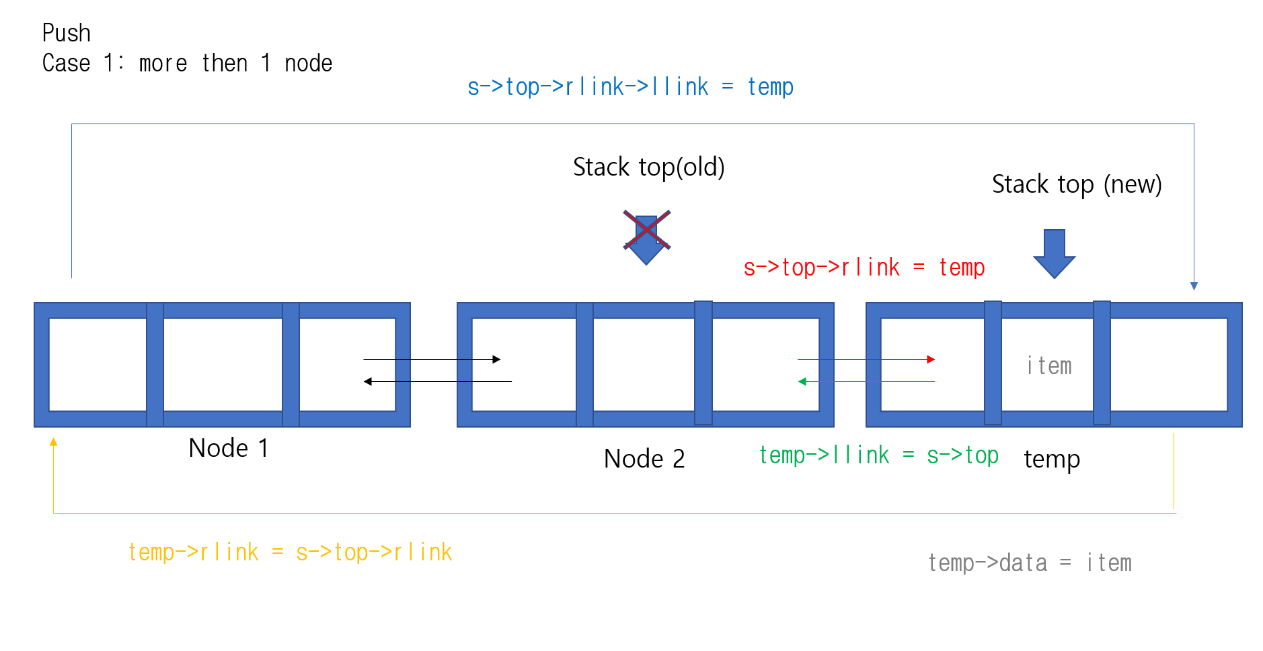 Push
Case 1: more then 1 node
s->top->rlink->llink = temp
Stack top(old)
Stack top (new)
s->top->rlink = temp
item
Node 1
Node 2
temp->llink = s->top
temp
temp->rlink = s->top->rlink
temp->data = item